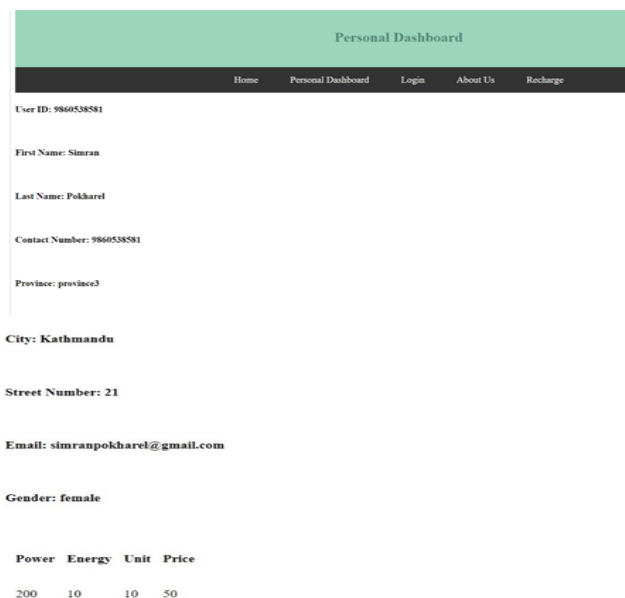 Personal Dashboard
Home Personal Dashboard Login About Us Recharge
User ID: 9860538581
First Name: Simran
Last Name: Pokharel
Contact Number: 9860538581
Province: province3
City: Kathmandu
Street Number: 21
Email: simranpokharel@gmail.com
Gender: female
Power Energy Unit Price
200 10 10 50